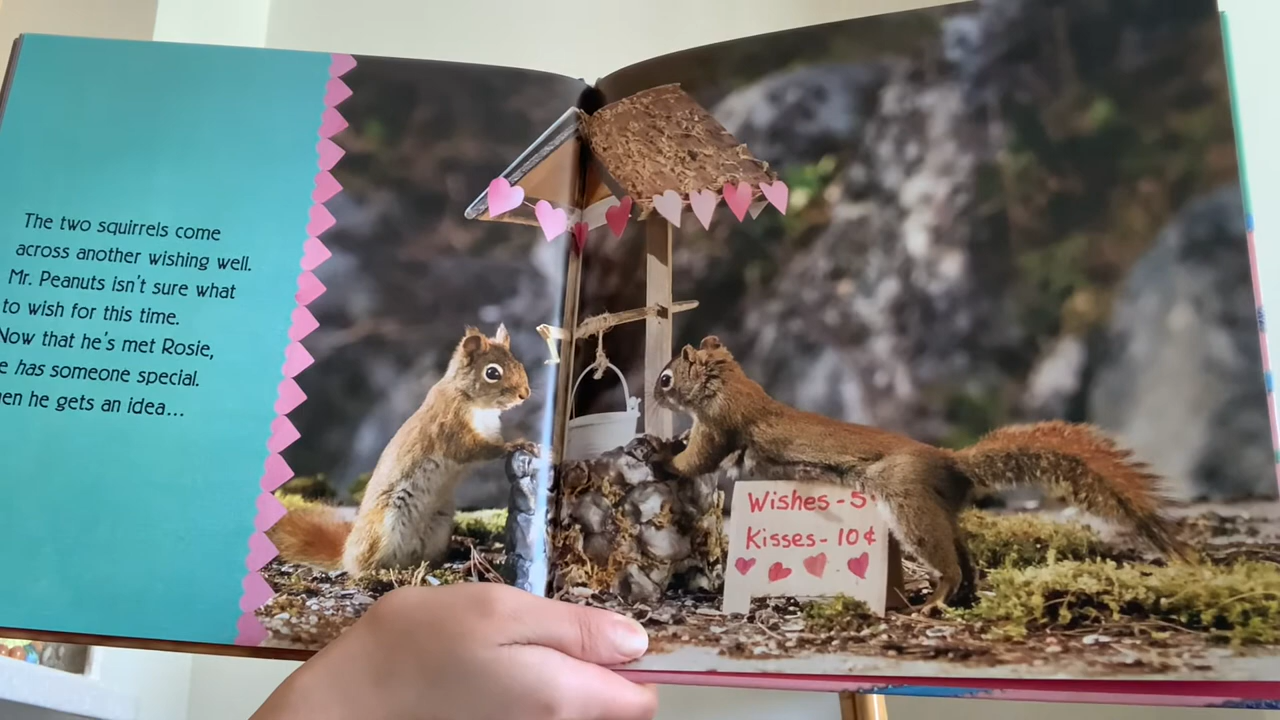 The two squirrels come
across another wishing well.
Mr. Peanuts isn't sure what
to wish for this time.
Now that he's met Rosie,
has someone special.
he gets an idea...
Wishes - 5
Kisses - 10¢